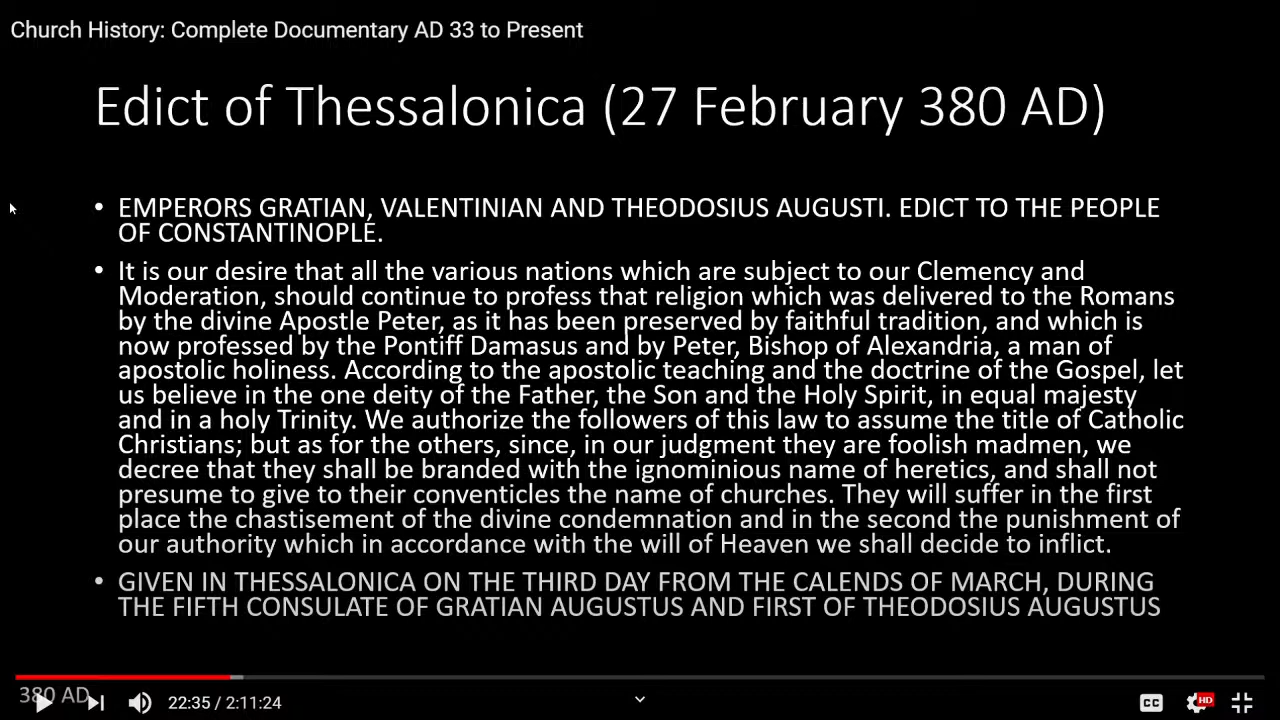 Church History: Complete Documentary AD 33 to Present
Edict of Thessalonica (27 February 380 AD)
• EMPERORS GRATIAN, VALENTINIAN AND THEODOSIUS AUGUSTI. EDICT TO THE PEOPLE
OF CONSTANTINOPLE.
• It is our desire that all the various nations which are subject to our Clemency and
Moderation, should continue to profess that religion which was delivered to the Romans
by the divine Apostle Peter, as it has been preserved by faithful tradition, and which is
now professed by the Pontiff Damasus and by Peter, Bishop of Alexandria, a man of
apostolic holiness. According to the apostolic teaching and the doctrine of the Gospel, let
us believe in the one deity of the Father, the Son and the Holy Spirit, in equal majesty
and in a holy Trinity. We authorize the followers of this law to assume the title of Catholic
Christians; but as for the others, since, in our judgment they are foolish madmen, we
decree that they shall be branded with the ignominious name of heretics, and shall not
presume to give to their conventicles the name of churches. They will suffer in the first
place the chastisement of the divine condemnation and in the second the punishment of
our authority which in accordance with the will of Heaven we shall decide to inflict.
• GIVEN IN THESSALONICA ON THE THIRD DAY FROM THE CALENDS OF MARCH, DURING
THE FIFTH CONSULATE OF GRATIAN AUGUSTUS AND FIRST OF THEODOSIUS AUGUSTUS
380 AD
22:35 / 2:11:24
CC
HD